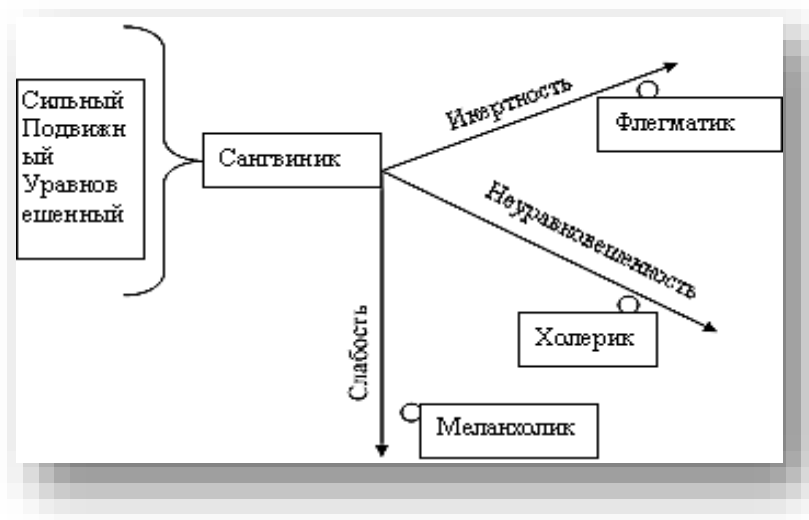 Сильный
Подвижн
ый
Уравнов
ешенный
Сангвиник
Инертность
Флегматик
Неуравновешенность
Холерик
Слабость
Меланхолик